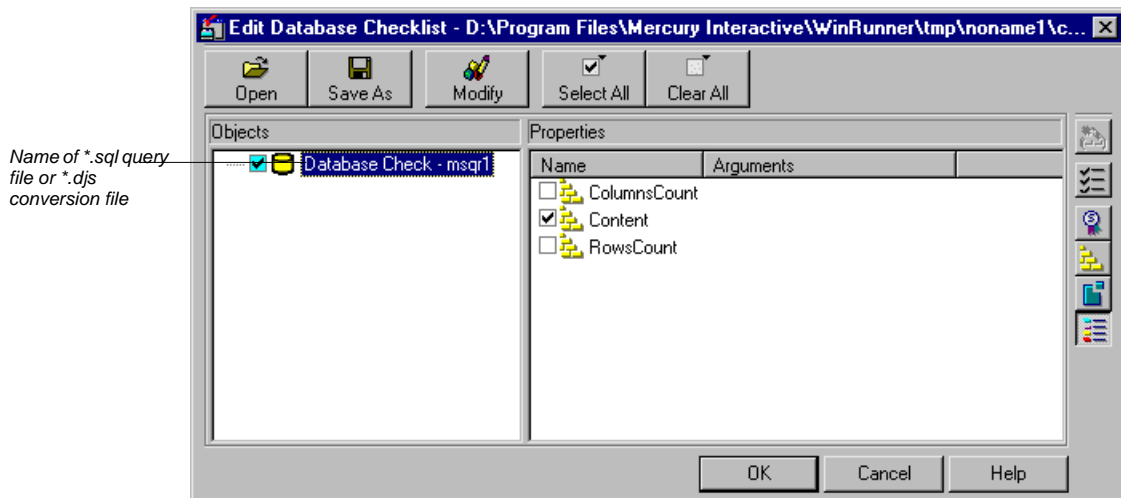 Edit Database Checklist - D:\Program Files\Mercury Interactive\WinRunner\tmp\noname1\c...
Open
Save As
Modify
Select All
Clear All
Objects
Properties
Name of *.sql query
file or *.djs
conversion file
Database Check - msqr1
Name
Arguments
ColumnsCount
Content
RowsCount
OK
Cancel
Help